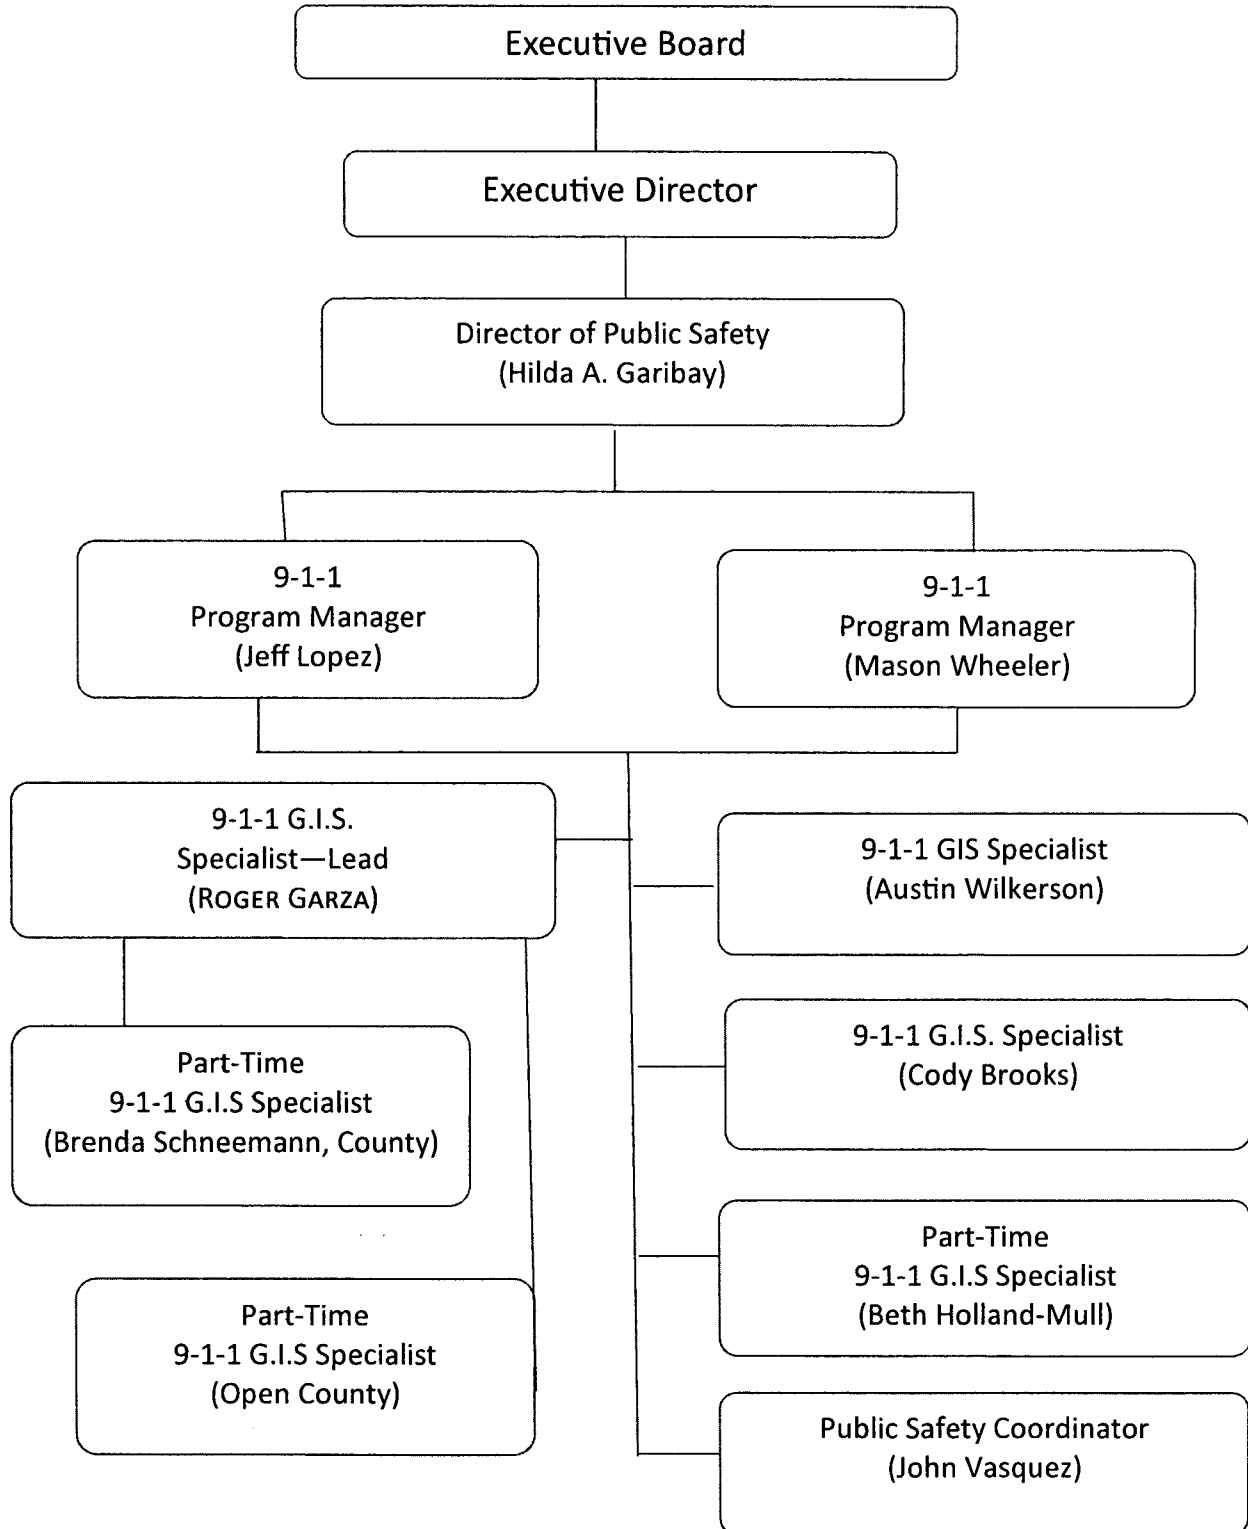 Executive Board
Executive Director
Director of Public Safety
(Hilda A. Garibay)
9-1-1
Program Manager
(Jeff Lopez)
9-1-1
Program Manager
(Mason Wheeler)
9-1-1 G.I.S.
Specialist—Lead
(ROGER GARZA)
9-1-1 GIS Specialist
(Austin Wilkerson)
9-1-1 G.I.S. Specialist
(Cody Brooks)
Part-Time
9-1-1 G.I.S Specialist
(Brenda Schneemann, County)
Part-Time
9-1-1 G.I.S Specialist
(Beth Holland-Mull)
Part-Time
9-1-1 G.I.S Specialist
(Open County)
Public Safety Coordinator
(John Vasquez)